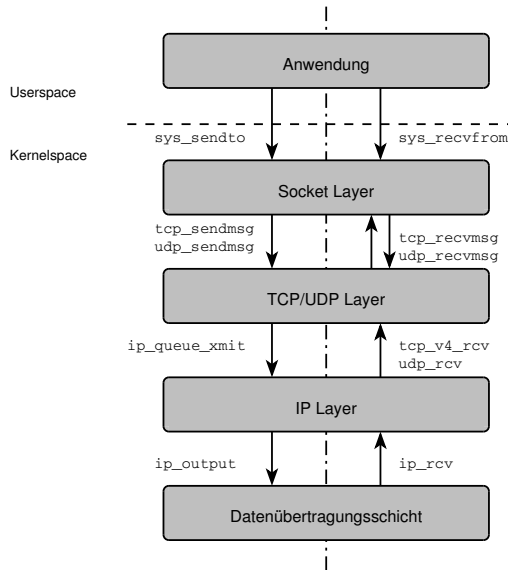 Anwendung
Userspace
sys_sendto
sys_recvfrom
Kernelspace
Socket Layer
tcp_sendmsg
udp_sendmsg
tcp_recvmsg
udp_recvmsg
TCP/UDP Layer
ip_queue_xmit
tcp_v4_rcv
udp_rcv
IP Layer
ip_output
ip_rcv
Datenübertragungsschicht